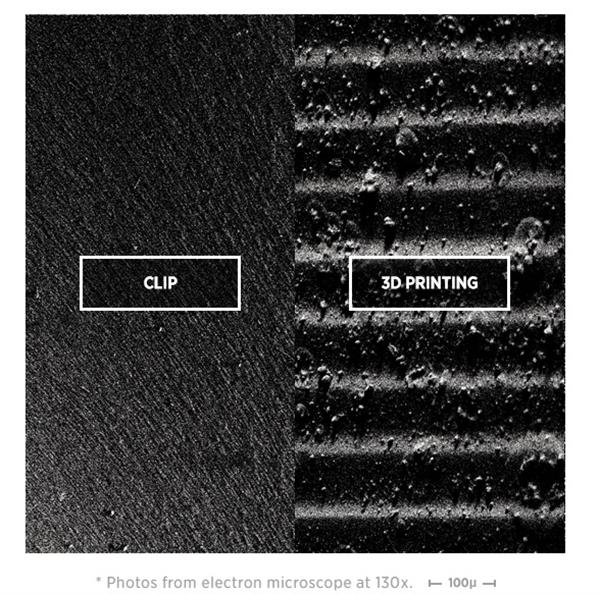 CLIP
3D PRINTING
* Photos from electron microscope at 130x.
100µ